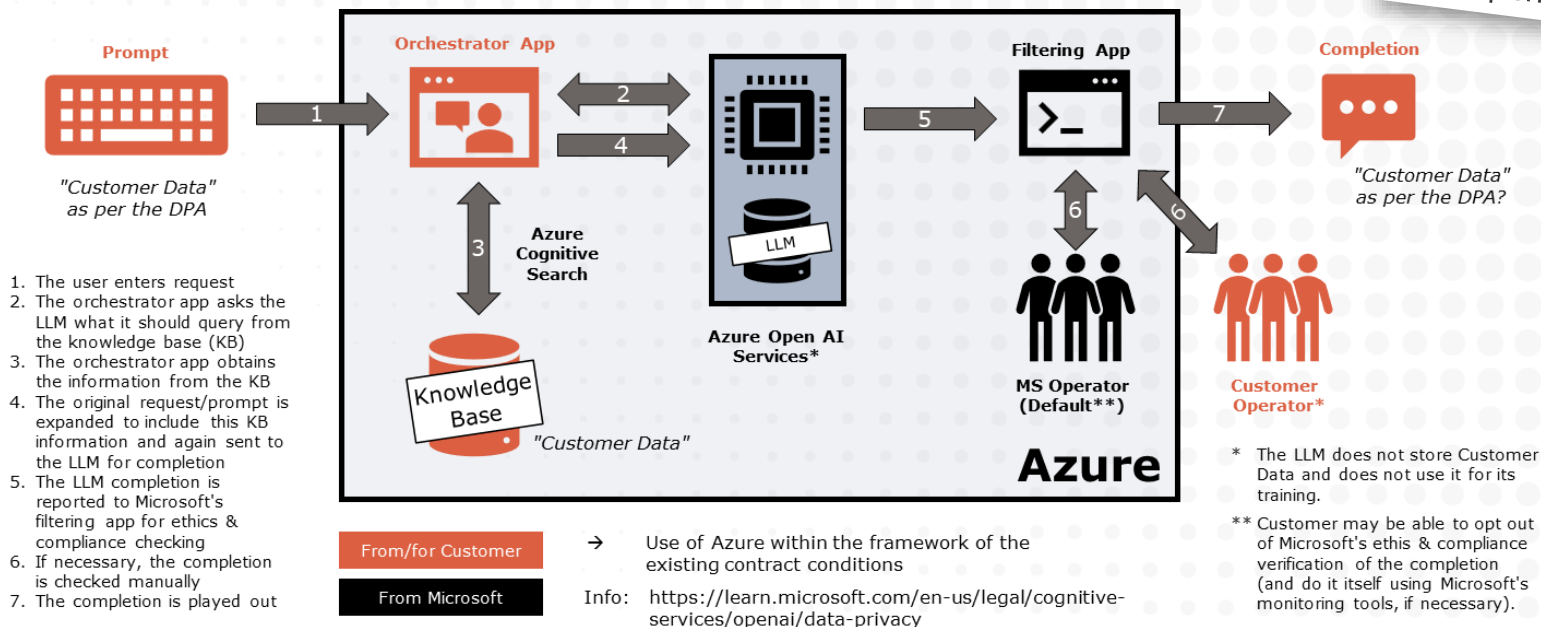 Prompt
"Customer Data"
as per the DPA
1. The user enters request
2. The orchestrator app asks the
LLM what it should query from
the knowledge base (KB)
3. The orchestrator app obtains
the information from the KB
4. The original request/prompt is
expanded to include this KB
information and again sent to
the LLM for completion
5. The LLM completion is
reported to Microsoft's
filtering app for ethics &
compliance checking
6. If necessary, the completion
is checked manually
7. The completion is played out
1
Orchestrator App
2
4
3
Azure
Cognitive
Search
Knowledge
Base
"Customer Data"
LLM
Azure Open AI
Services*
5
Filtering App
>_
6
6
MS Operator
(Default**)
Azure
7
Completion
"Customer Data"
as per the DPA?
Customer
Operator*
* The LLM does not store Customer
Data and does not use it for its
training.
** Customer may be able to opt out
of Microsoft's ethis & compliance
verification of the completion
(and do it itself using Microsoft's
monitoring tools, if necessary).
From/for Customer
From Microsoft
→ Use of Azure within the framework of the
existing contract conditions
Info: https://learn.microsoft.com/en-us/legal/cognitive-
services/openai/data-privacy